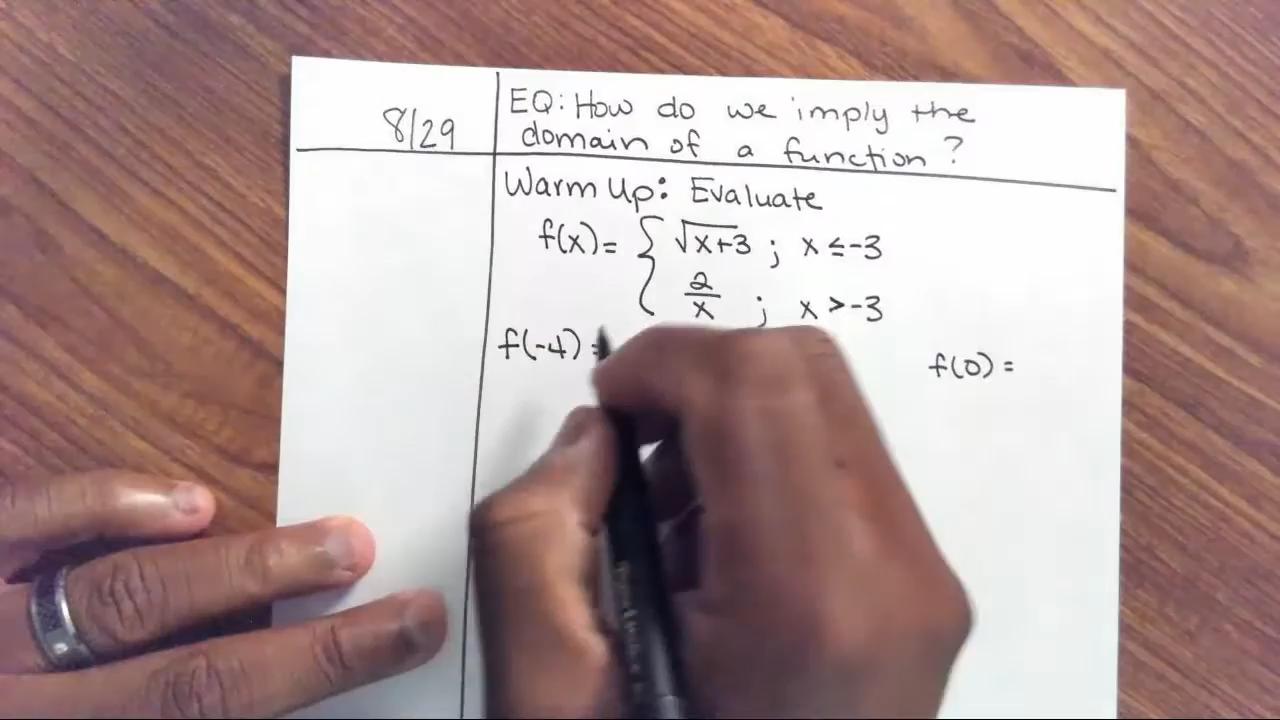 8/29
EQ: How do we imply the
domain of a function?
Warm Up: Evaluate
f(x) = { √x+3 ; x ≤ -3
2/x ; x > -3
f(-4) =
f(0) =